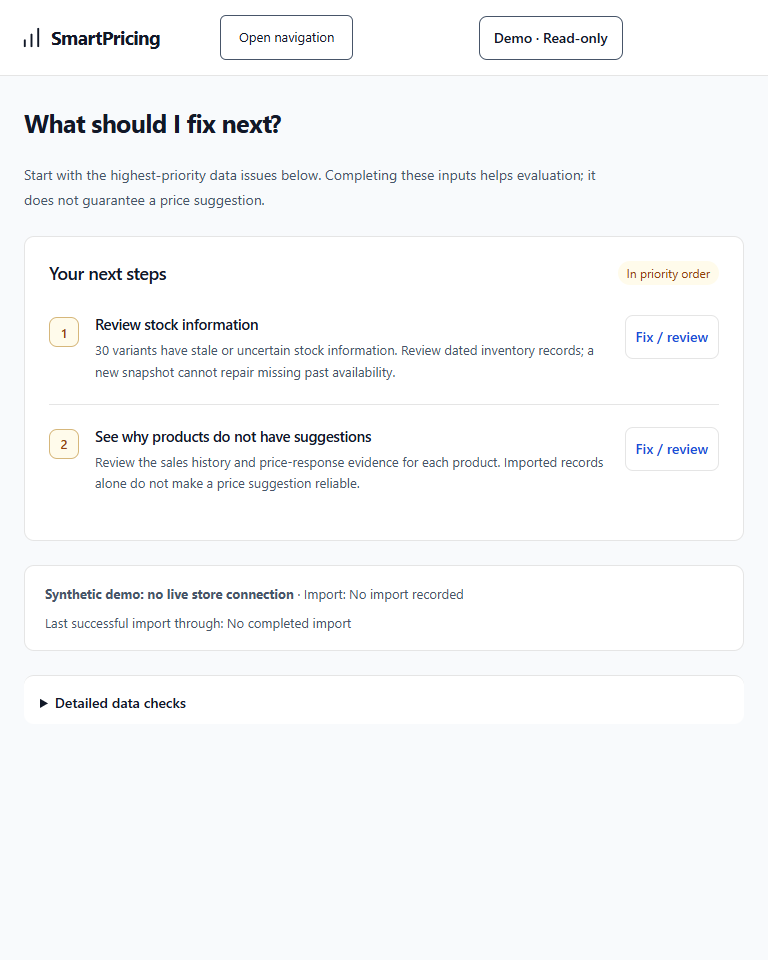 SmartPricing
Open navigation
Demo · Read-only
What should I fix next?
Start with the highest-priority data issues below. Completing these inputs helps evaluation; it
does not guarantee a price suggestion.
Your next steps
In priority order
1
Review stock information
30 variants have stale or uncertain stock information. Review dated inventory records; a
new snapshot cannot repair missing past availability.
Fix / review
2
See why products do not have suggestions
Review the sales history and price-response evidence for each product. Imported records
alone do not make a price suggestion reliable.
Fix / review
Synthetic demo: no live store connection · Import: No import recorded
Last successful import through: No completed import
Detailed data checks